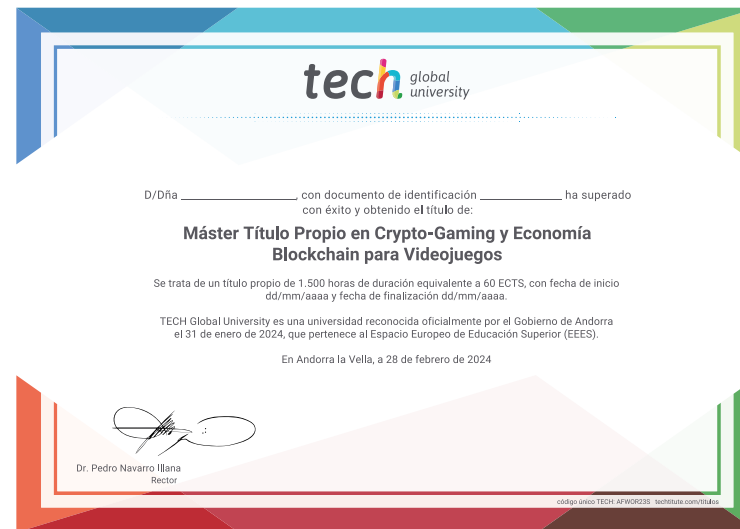 tech global
university
D/Dña ______________, con documento de identificación __________ ha superado
con éxito y obtenido el título de:
Máster Título Propio en Crypto-Gaming y Economía
Blockchain para Videojuegos
Se trata de un título propio de 1.500 horas de duración equivalente a 60 ECTS, con fecha de inicio
dd/mm/aaaa y fecha de finalización dd/mm/aaaa.
TECH Global University es una universidad reconocida oficialmente por el Gobierno de Andorra
el 31 de enero de 2024, que pertenece al Espacio Europeo de Educación Superior (EEES).
En Andorra la Vella, a 28 de febrero de 2024
Dr. Pedro Navarro Illana
Rector
código único TECH: AFWOR23S techtitute.com/titulos